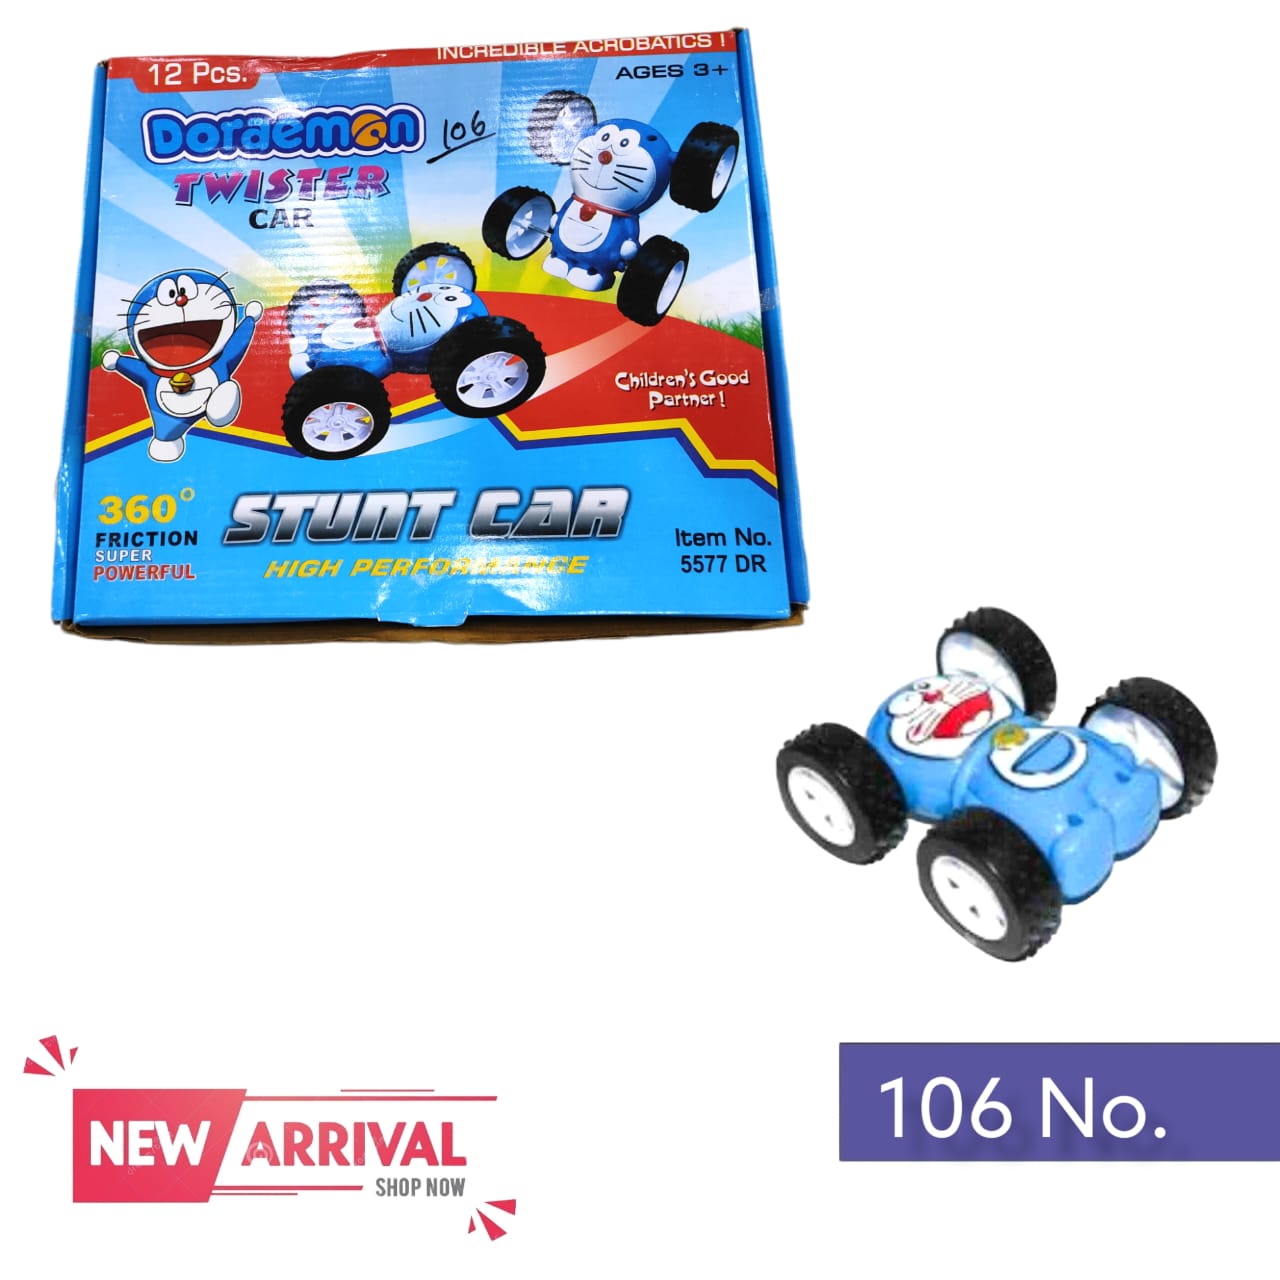 INCREDIBLE ACROBATICS !
12 Pcs.
AGES 3+
Doraemon
106
TWISTER
CAR
Children's Good
Partner !
360°
FRICTION
SUPER
POWERFUL
STUNT CAR
HIGH PERFORMANCE
Item No.
5577 DR
NEW ARRIVAL
SHOP NOW
106 No.